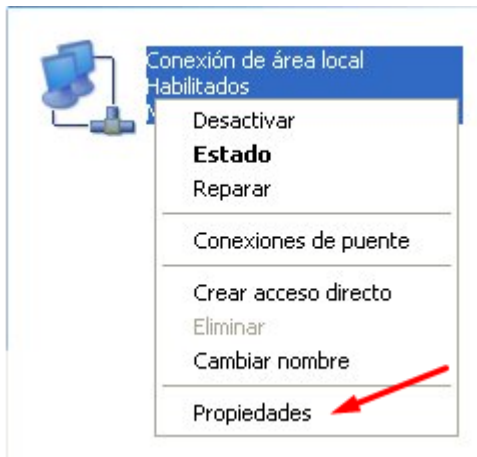 Conexión de área local
Habilitados
Desactivar
Estado
Reparar
Conexiones de puente
Crear acceso directo
Eliminar
Cambiar nombre
Propiedades